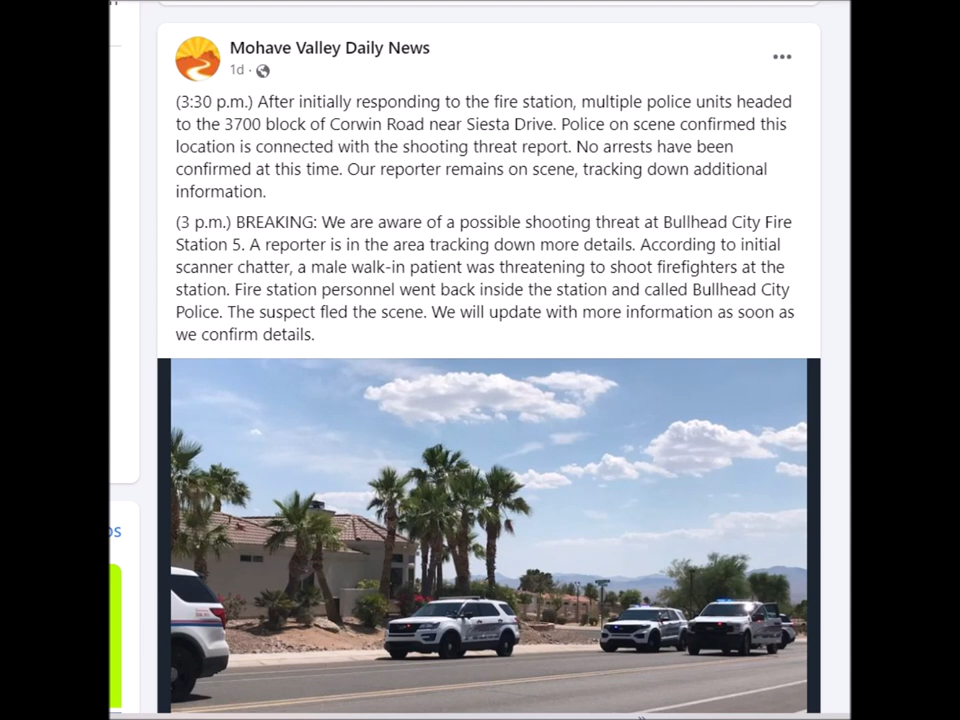 Mohave Valley Daily News
1d ·
(3:30 p.m.) After initially responding to the fire station, multiple police units headed
to the 3700 block of Corwin Road near Siesta Drive. Police on scene confirmed this
location is connected with the shooting threat report. No arrests have been
confirmed at this time. Our reporter remains on scene, tracking down additional
information.
(3 p.m.) BREAKING: We are aware of a possible shooting threat at Bullhead City Fire
Station 5. A reporter is in the area tracking down more details. According to initial
scanner chatter, a male walk-in patient was threatening to shoot firefighters at the
station. Fire station personnel went back inside the station and called Bullhead City
Police. The suspect fled the scene. We will update with more information as soon as
we confirm details.